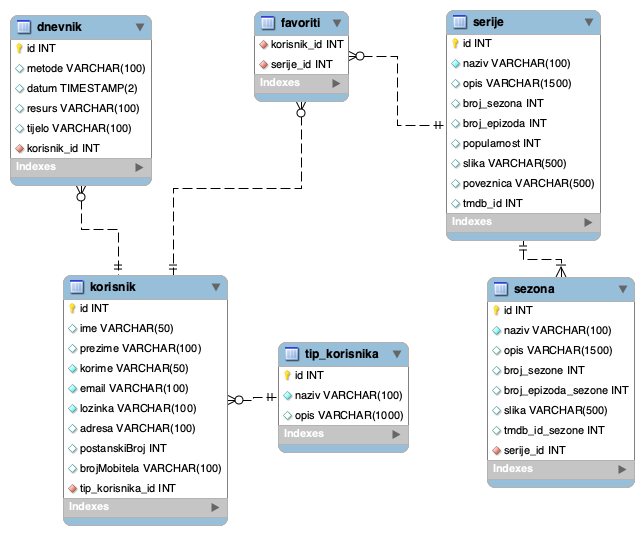 dnevnik
id INT
metode VARCHAR(100)
datum TIMESTAMP(2)
resurs VARCHAR(100)
tijelo VARCHAR(100)
korisnik_id INT
Indexes
favoriti
korisnik_id INT
serije_id INT
Indexes
serije
id INT
naziv VARCHAR(100)
opis VARCHAR(1500)
broj_sezona INT
broj_epizoda INT
popularnost INT
slika VARCHAR(500)
poveznica VARCHAR(500)
tmdb_id INT
Indexes
korisnik
id INT
ime VARCHAR(50)
prezime VARCHAR(100)
korime VARCHAR(50)
email VARCHAR(100)
lozinka VARCHAR(100)
adresa VARCHAR(100)
postanskiBroj INT
brojMobitela VARCHAR(100)
tip_korisnika_id INT
Indexes
tip_korisnika
id INT
naziv VARCHAR(100)
opis VARCHAR(1000)
Indexes
sezona
id INT
naziv VARCHAR(100)
opis VARCHAR(1500)
broj_sezone INT
broj_epizoda_sezone INT
slika VARCHAR(500)
tmdb_id_sezone INT
serije_id INT
Indexes